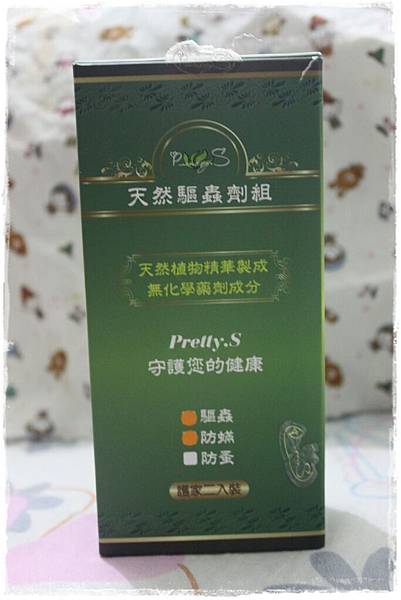 P S
天然驅蟲劑組
天然植物精華製成
無化學藥劑成分
Pretty.S
守護您的健康
驅蟲
防蟎
防蚤
護家二入裝